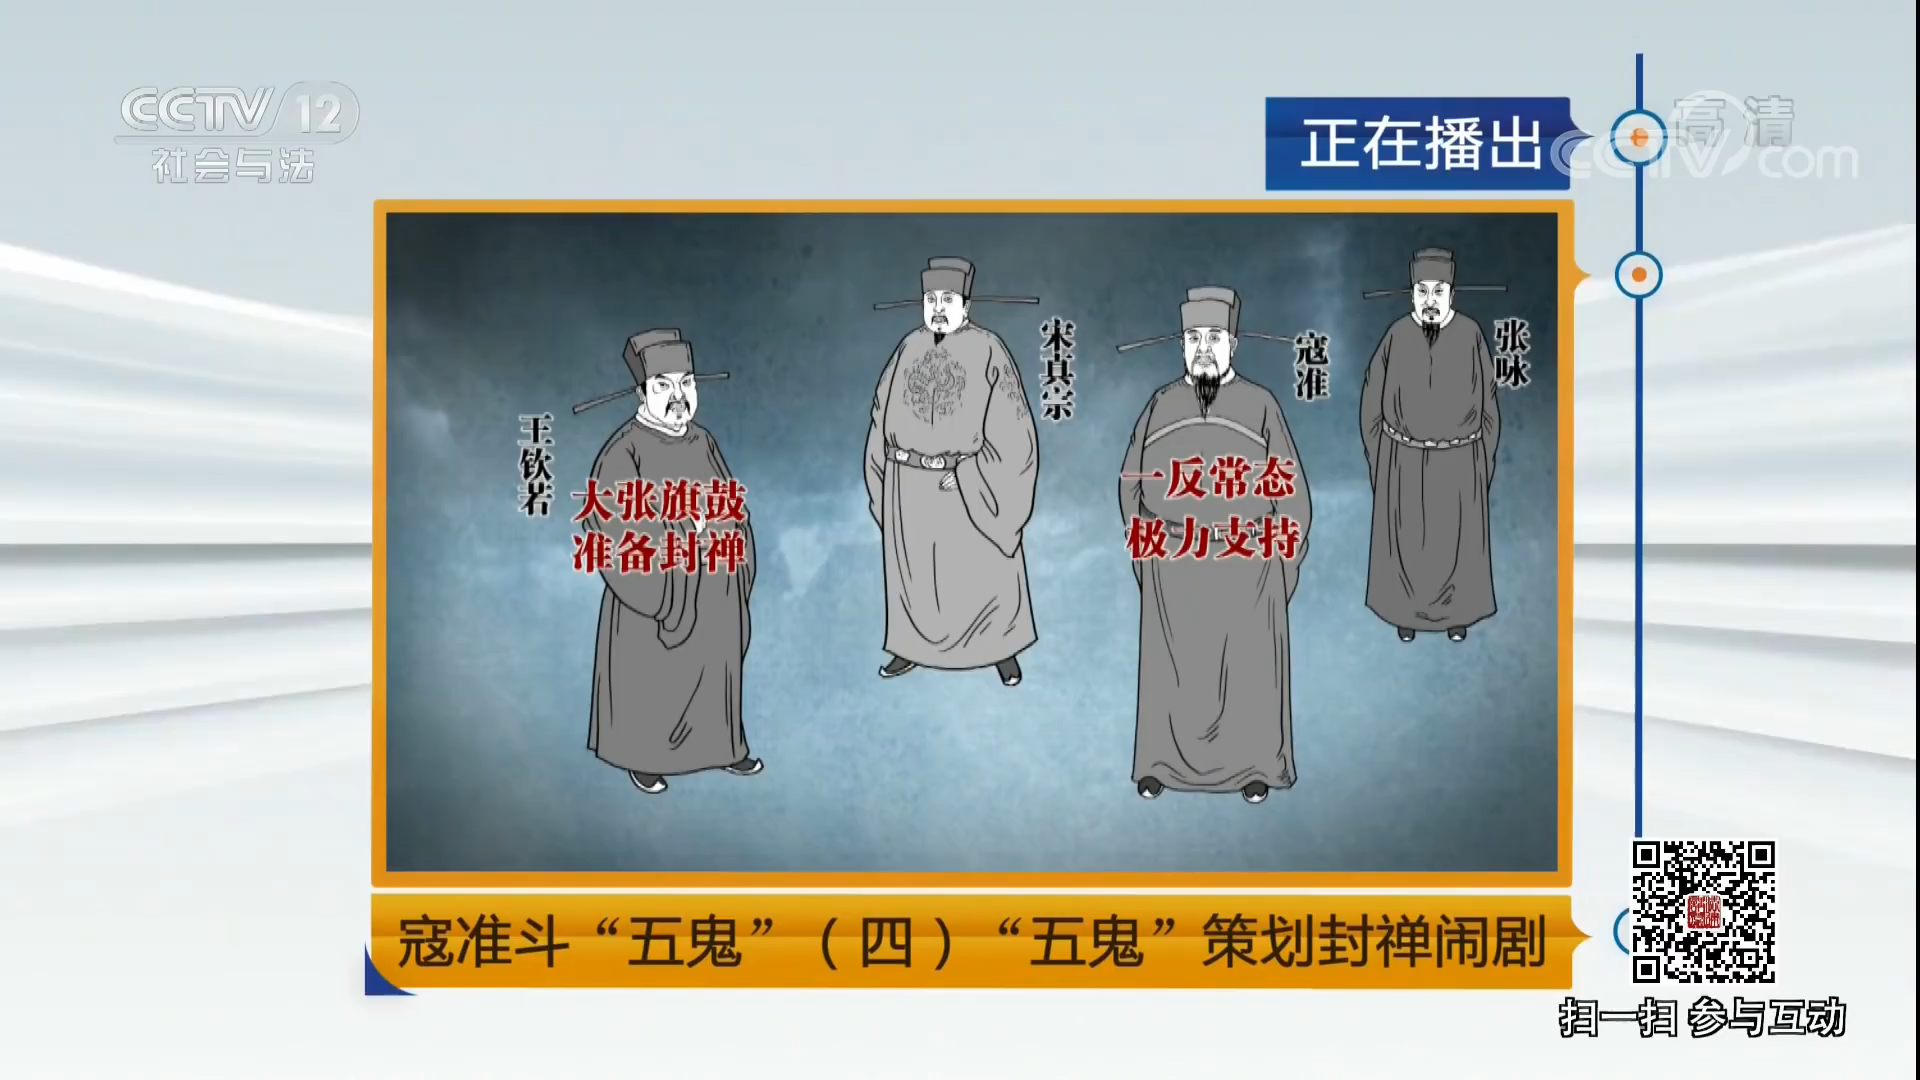 CCTV 12
社会与法
正在播出
高清
CCTV.com
王钦若
大张旗鼓
准备封禅
宋真宗
一反常态
极力支持
寇准
张咏
寇准斗“五鬼”（四）“五鬼”策划封禅闹剧
扫一扫 参与互动